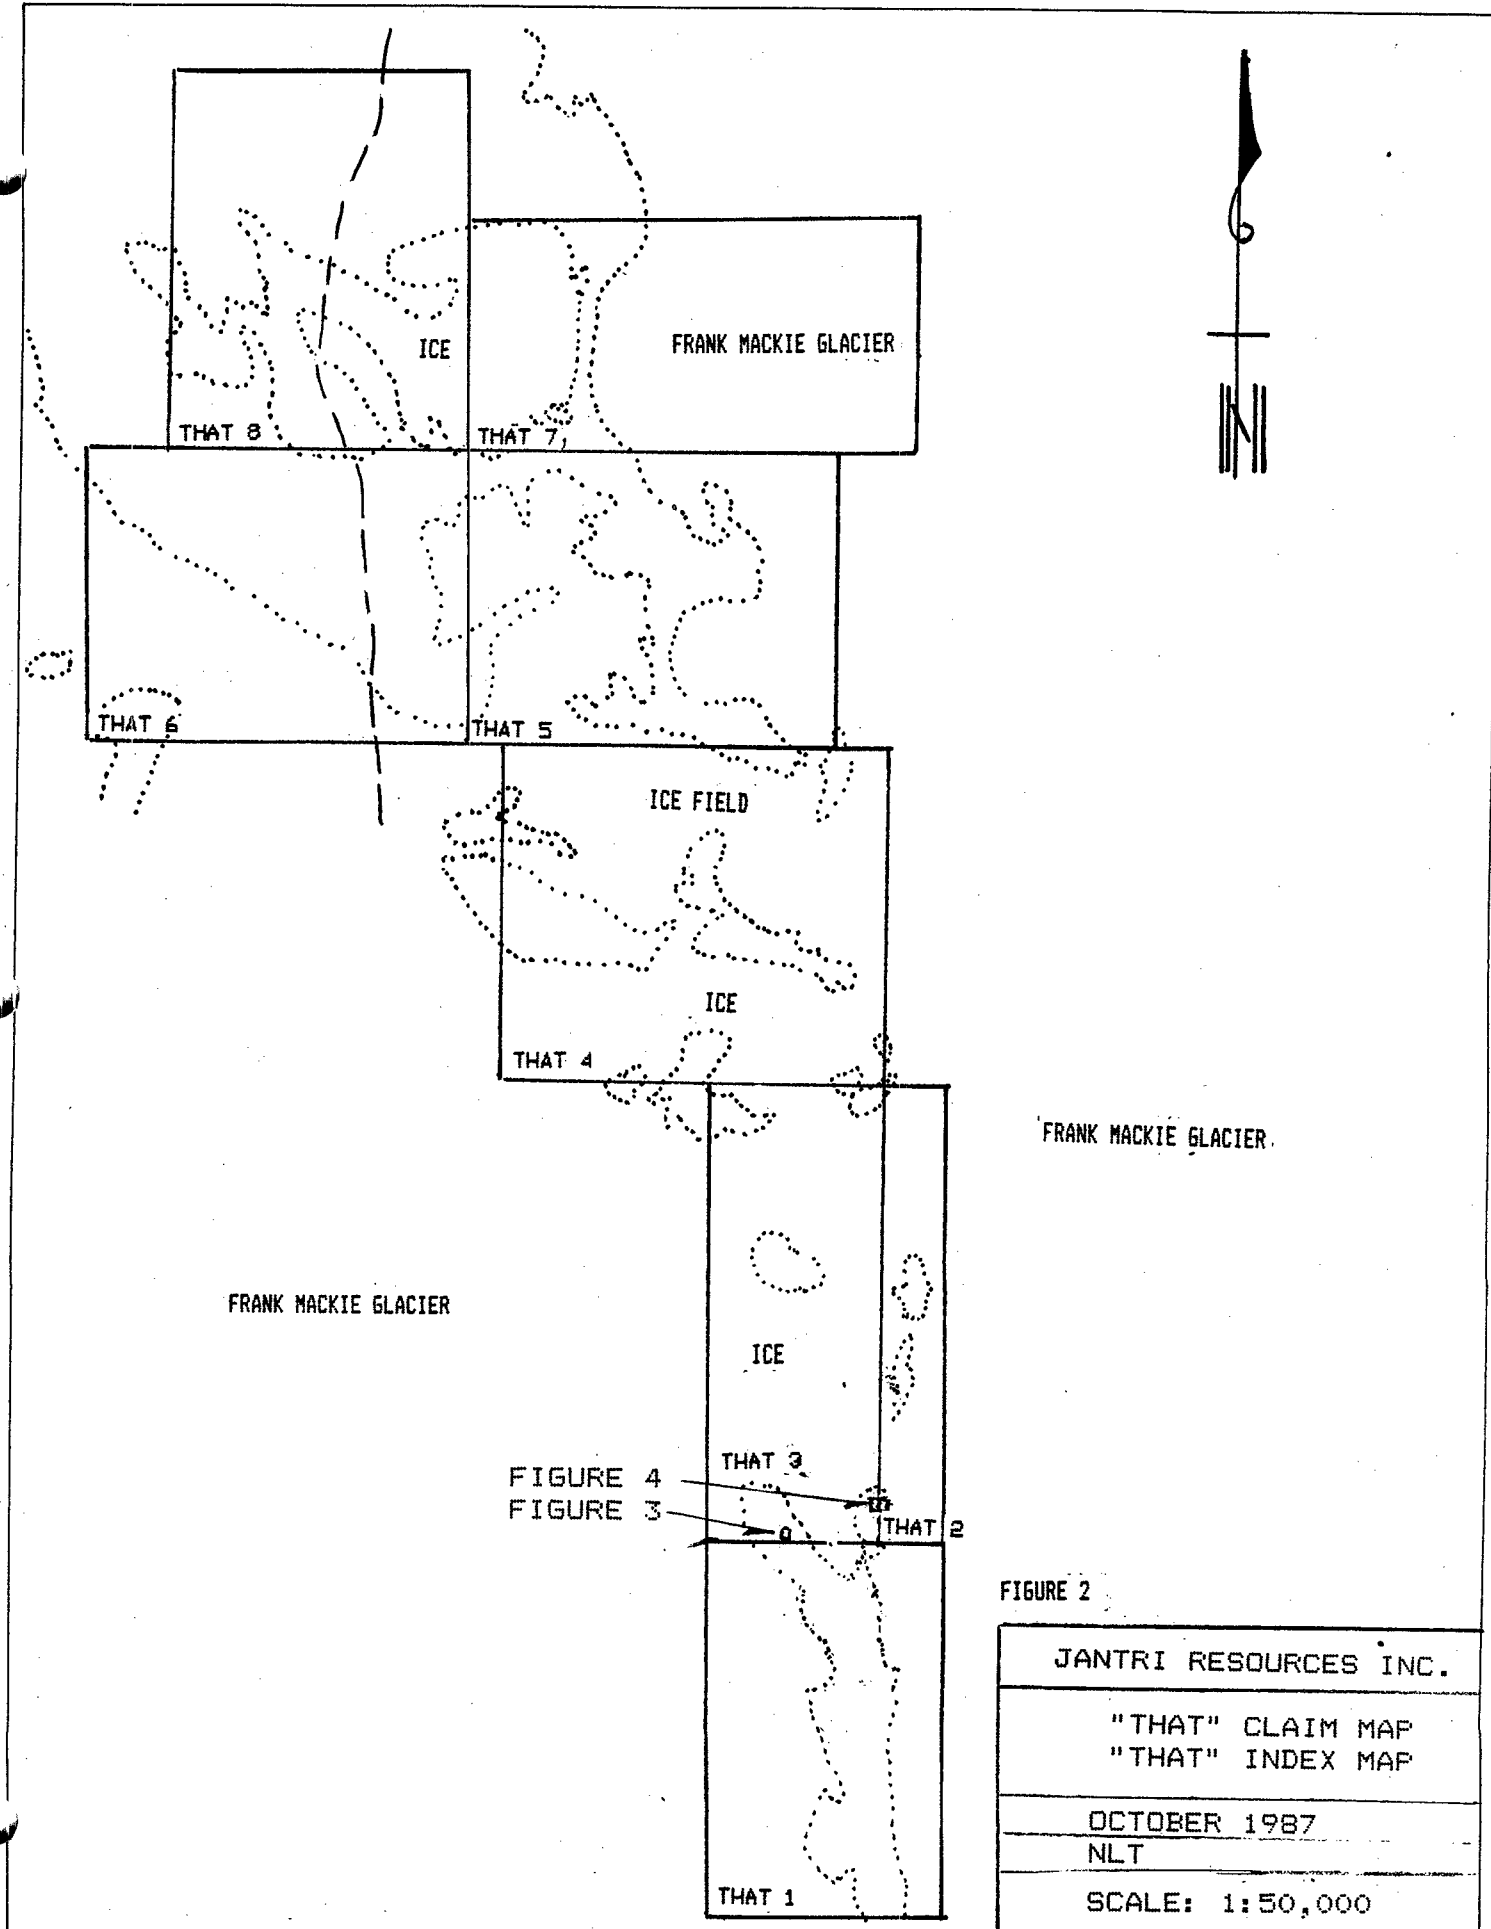 ICE
FRANK MACKIE GLACIER
THAT 8
THAT 7
THAT 6
THAT 5
ICE FIELD
ICE
THAT 4
FRANK MACKIE GLACIER
FRANK MACKIE GLACIER
ICE
THAT 3
FIGURE 4
FIGURE 3
THAT 2
THAT 1
N
FIGURE 2
JANTRI RESOURCES INC.
"THAT" CLAIM MAP
"THAT" INDEX MAP
OCTOBER 1987
NLT
SCALE: 1:50,000